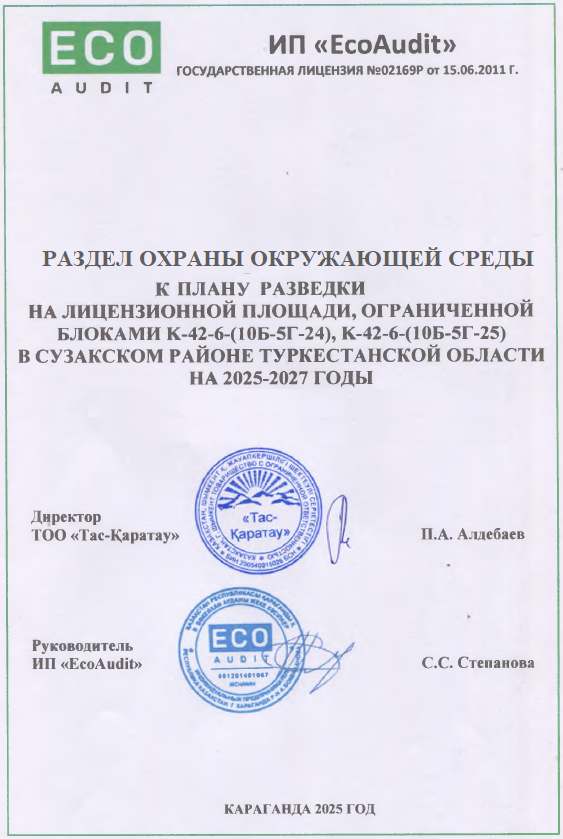 ECO
AUDIT
ИП «EcoAudit»
ГОСУДАРСТВЕННАЯ ЛИЦЕНЗИЯ №02169Р от 15.06.2011 Г.
РАЗДЕЛ ОХРАНЫ ОКРУЖАЮЩЕЙ СРЕДЫ
К ПЛАНУ РАЗВЕДКИ
НА ЛИЦЕНЗИОННОЙ ПЛОЩАДИ, ОГРАНИЧЕННОЙ
БЛОКАМИ K-42-6-(10Б-5Г-24), K-42-6-(10Б-5Г-25)
В СУЗАКСКОМ РАЙОНЕ ТУРКЕСТАНСКОЙ ОБЛАСТИ
НА 2025-2027 ГОДЫ
Директор
ТОО «Тас-Қаратау»
«Тас-
Қаратау»
П.А. Алдебаев
Руководитель
ИП «EcoAudit»
ECO
AUDIT
С.С. Степанова
КАРАГАНДА 2025 ГОД